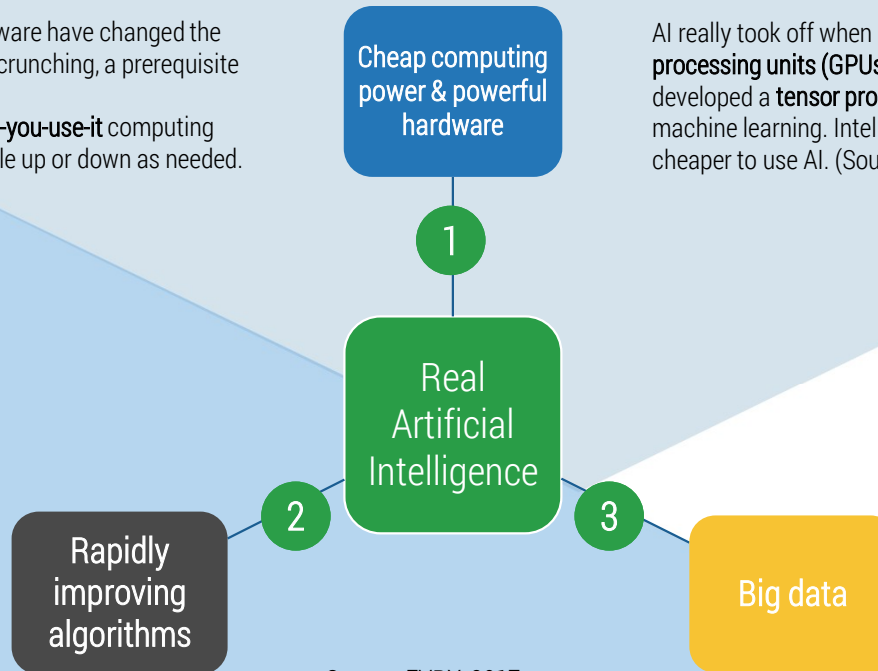 ware have changed the
crunching, a prerequisite
-you-use-it computing
le up or down as needed.
Cheap computing
power & powerful
hardware
AI really took off when
processing units (GPUs
developed a tensor pro
machine learning. Intel
cheaper to use AI. (Sou
1
Real
Artificial
Intelligence
2
3
Rapidly
improving
algorithms
Big data